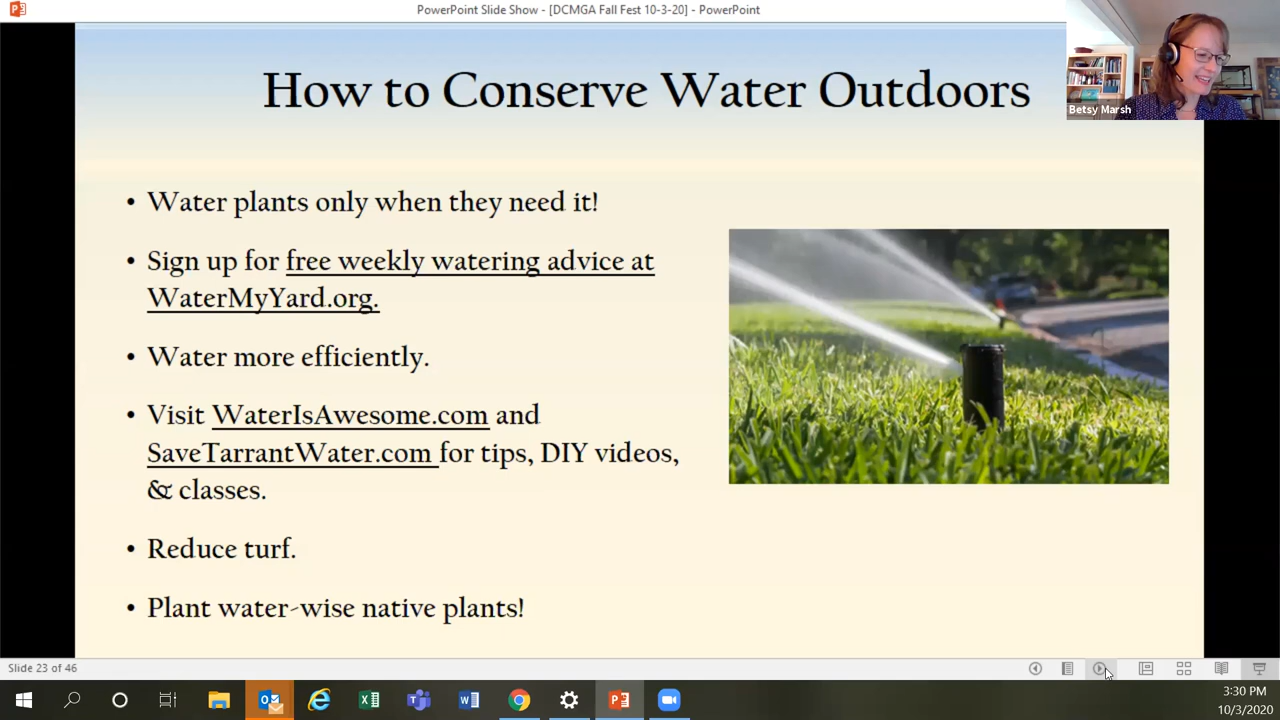 PowerPoint Slide Show - [DCMGA Fall Fest 10-3-20] - PowerPoint
Betsy Marsh
How to Conserve Water Outdoors
• Water plants only when they need it!
• Sign up for free weekly watering advice at
WaterMyYard.org.
• Water more efficiently.
• Visit WaterIsAwesome.com and
SaveTarrantWater.com for tips, DIY videos,
& classes.
• Reduce turf.
• Plant water-wise native plants!
Slide 23 of 46
3:30 PM
10/3/2020